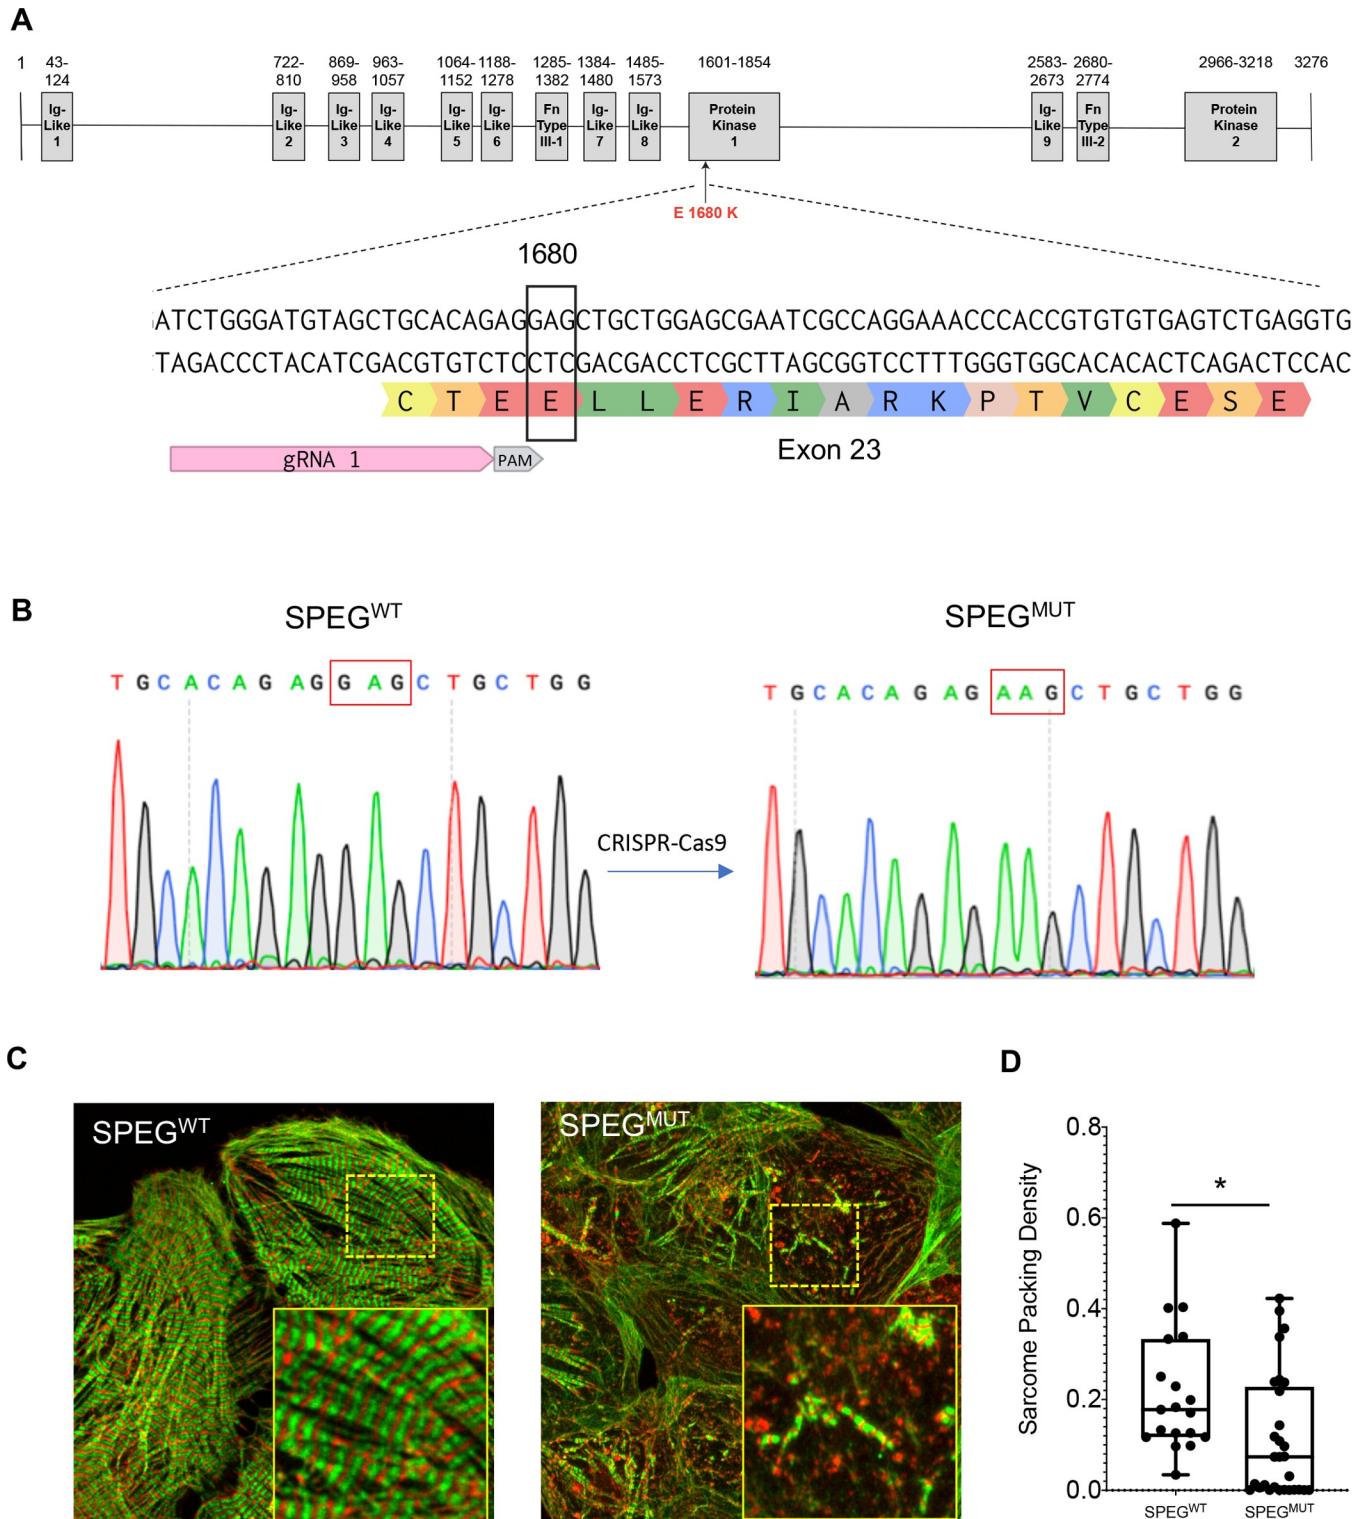 A
1 43- 722- 869- 963- 1064- 1188- 1285- 1384- 1485- 1601-1854 2583- 2680- 2966-3218 3276
124 810 958 1057 1152 1278 1382 1480 1573 2673 2774
Ig- Ig- Ig- Ig- Ig- Ig- Fn Ig- Ig- Protein Ig- Fn Protein
Like Like Like Like Like Like Type Like Like Kinase Like Type Kinase
1 2 3 4 5 6 III-1 7 8 1 9 III-2 2
E 1680 K
1680
ATCTGGGATGTAGCTGCACAGAGGAGCTGCTGGAGCGAATCGCCAGGAAACCCACCGTGTGTGAGTCTGAGGTG
TAGACCCTACATCGACGTGTCTCCTCGACGACCTCGCTTAGCGGTCCTTTGGGTGGCACACACTCAGACTCCAC
C T E E L L E R I A R K P T V C E S E
gRNA 1 PAM
Exon 23
B
SPEGWT SPEGMUT
T G C A C A G A G G A G C T G C T G G
T G C A C A G A G A A G C T G C T G G
CRISPR-Cas9
C
SPEGWT
SPEGMUT
D
Sarcome Packing Density
0.8
*
0.6
0.4
0.2
0.0
SPEGWT SPEGMUT